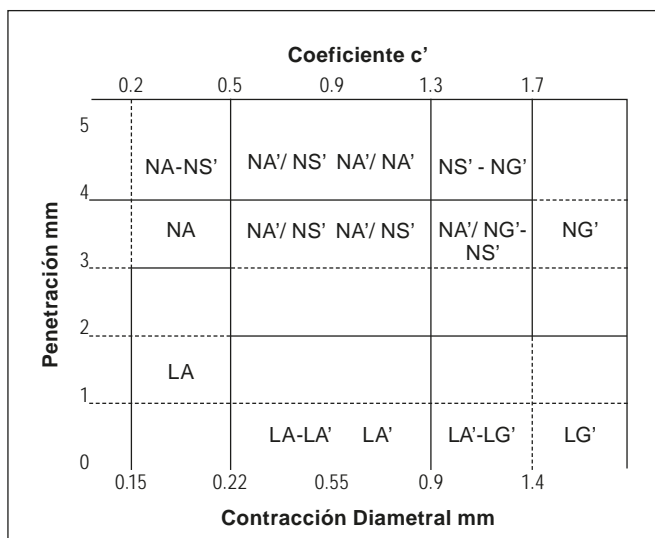 Coeficiente c’
0.2 0.5 0.9 1.3 1.7
Penetración mm
5
NA-NS’ NA’/ NS’ NA’/ NA’ NS’ - NG’
4
NA NA’/ NS’ NA’/ NS’ NA’/ NG’- NG’
NS’
3
2
LA
1
LA-LA’ LA’ LA’-LG’ LG’
0
0.15 0.22 0.55 0.9 1.4
Contracción Diametral mm